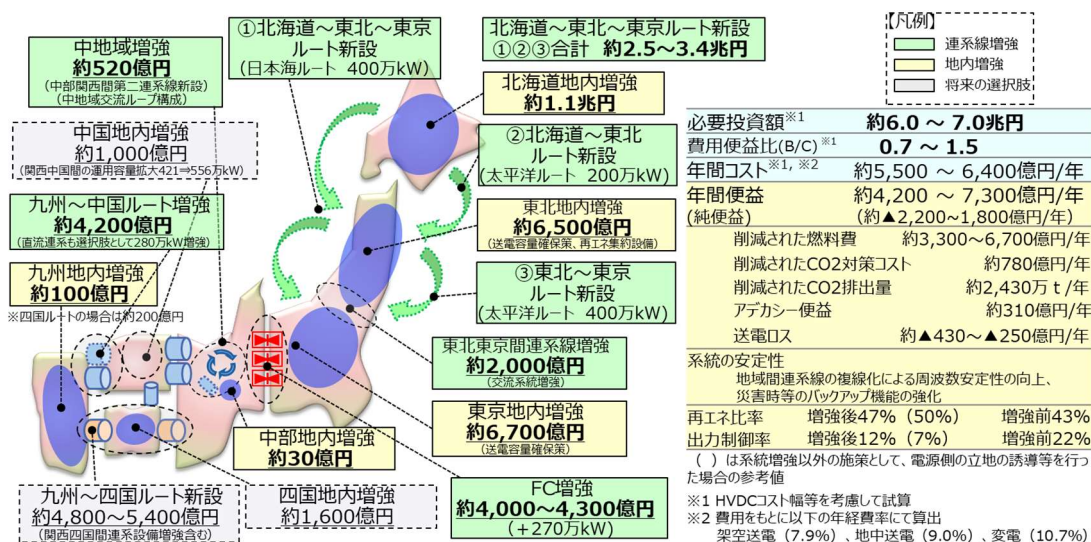 ①北海道～東北～東京
ルート新設
(日本海ルート 400万kW)
北海道～東北～東京ルート新設
①②③合計 約2.5～3.4兆円
【凡例】
連系線増強
地内増強
将来の選択肢
中地域増強
約520億円
(中部関西間第二連系線新設)
(中地域交流ループ構成)
中国地内増強
約1,000億円
(関西中国間の運用容量拡大421⇒556万kW)
九州～中国ルート増強
約4,200億円
(直流連系も選択肢として280万kW増強)
九州地内増強
約100億円
※四国ルートの場合は約200億円
北海道地内増強
約1.1兆円
②北海道～東北
ルート新設
(太平洋ルート 200万kW)
東北地内増強
約6,500億円
(送電容量確保策、再エネ集約設備)
③東北～東京
ルート新設
(太平洋ルート 400万kW)
東北東京間連系線増強
約2,000億円
(交流系統増強)
東京地内増強
約6,700億円
(送電容量確保策)
FC増強
約4,000～4,300億円
(+270万kW)
中部地内増強
約30億円
四国地内増強
約1,600億円
九州～四国ルート新設
約4,800～5,400億円
(関西四国間連系設備増強含む)
必要投資額※1 約6.0 ～ 7.0兆円
費用便益比(B/C) ※1 0.7 ～ 1.5
年間コスト※1, ※2 約5,500 ～ 6,400億円/年
年間便益 約4,200 ～ 7,300億円/年
(純便益) (約▲2,200~1,800億円/年)
削減された燃料費 約3,300～6,700億円/年
削減されたCO2対策コスト 約780億円/年
削減されたCO2排出量 約2,430万ｔ/年
アデカシー便益 約310億円/年
送電ロス 約▲430～▲250億円/年
系統の安定性
地域間連系線の複線化による周波数安定性の向上、
災害時等のバックアップ機能の強化
再エネ比率 増強後47%（50%） 増強前43%
出力制御率 増強後12%（7%） 増強前22%
（ ）は系統増強以外の施策として、電源側の立地の誘導等を行っ
た場合の参考値
※1 HVDCコスト幅等を考慮して試算
※2 費用をもとに以下の年経費率にて算出
架空送電（7.9%）、地中送電（9.0%）、変電（10.7%）